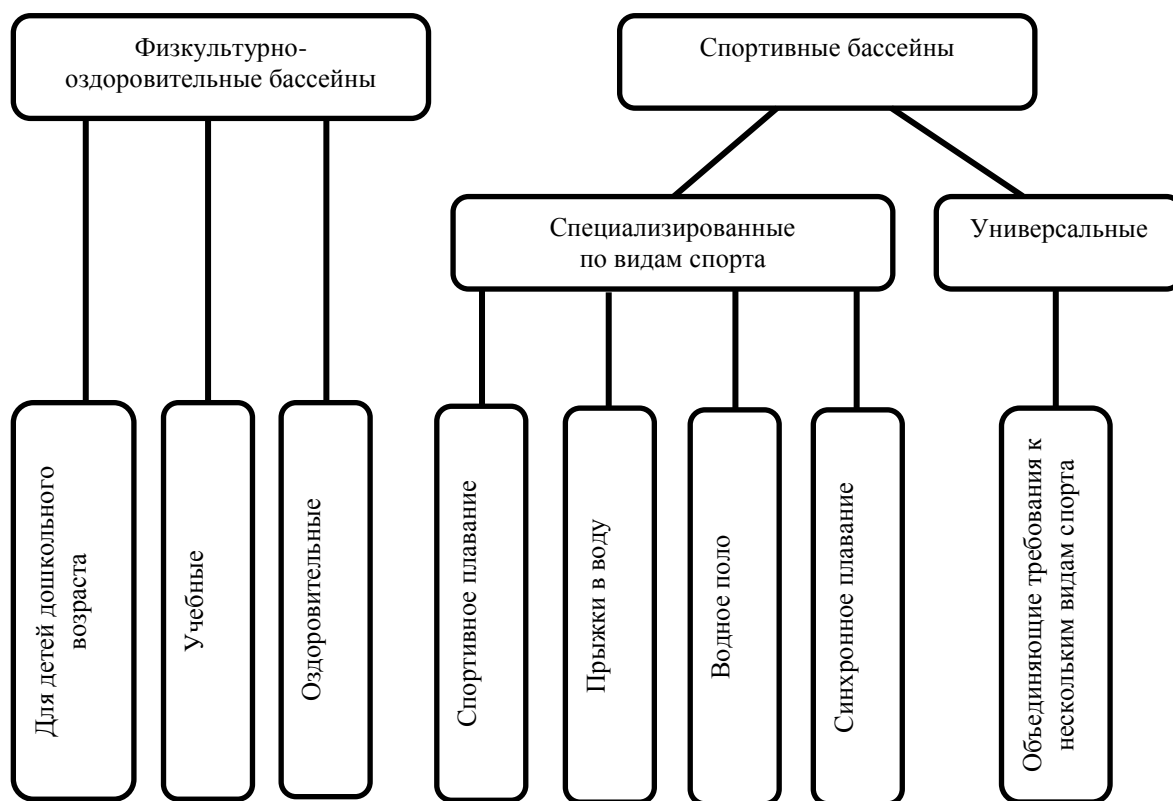 Физкультурно-
оздоровительные бассейны
Спортивные бассейны
Специализированные
по видам спорта
Универсальные
Для детей дошкольного
возраста
Учебные
Оздоровительные
Спортивное плавание
Прыжки в воду
Водное поло
Синхронное плавание
Объединяющие требования к
нескольким видам спорта